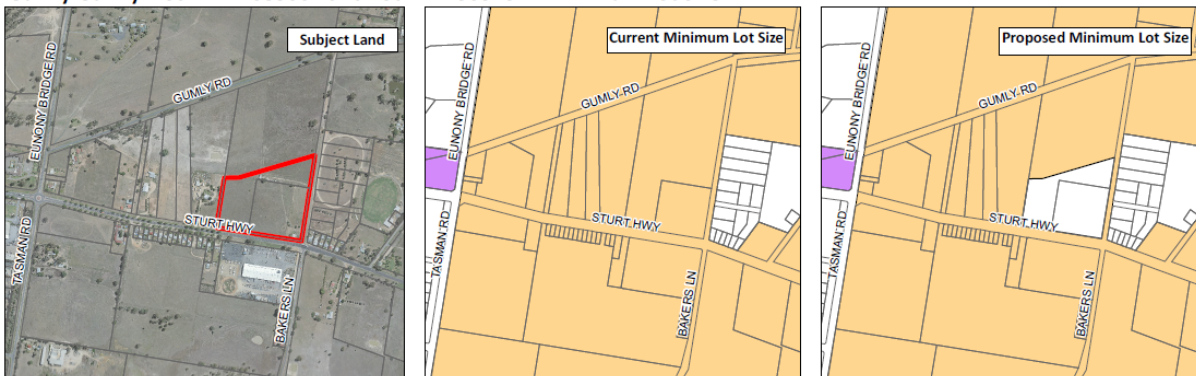 Subject Land
EUNONY BRIDGE RD
GUMLY RD
STURT HWY
TASMAN RD
BAKERS LN
Current Minimum Lot Size
EUNONY BRIDGE RD
GUMLY RD
STURT HWY
TASMAN RD
BAKERS LN
Proposed Minimum Lot Size
EUNONY BRIDGE RD
GUMLY RD
STURT HWY
TASMAN RD
BAKERS LN